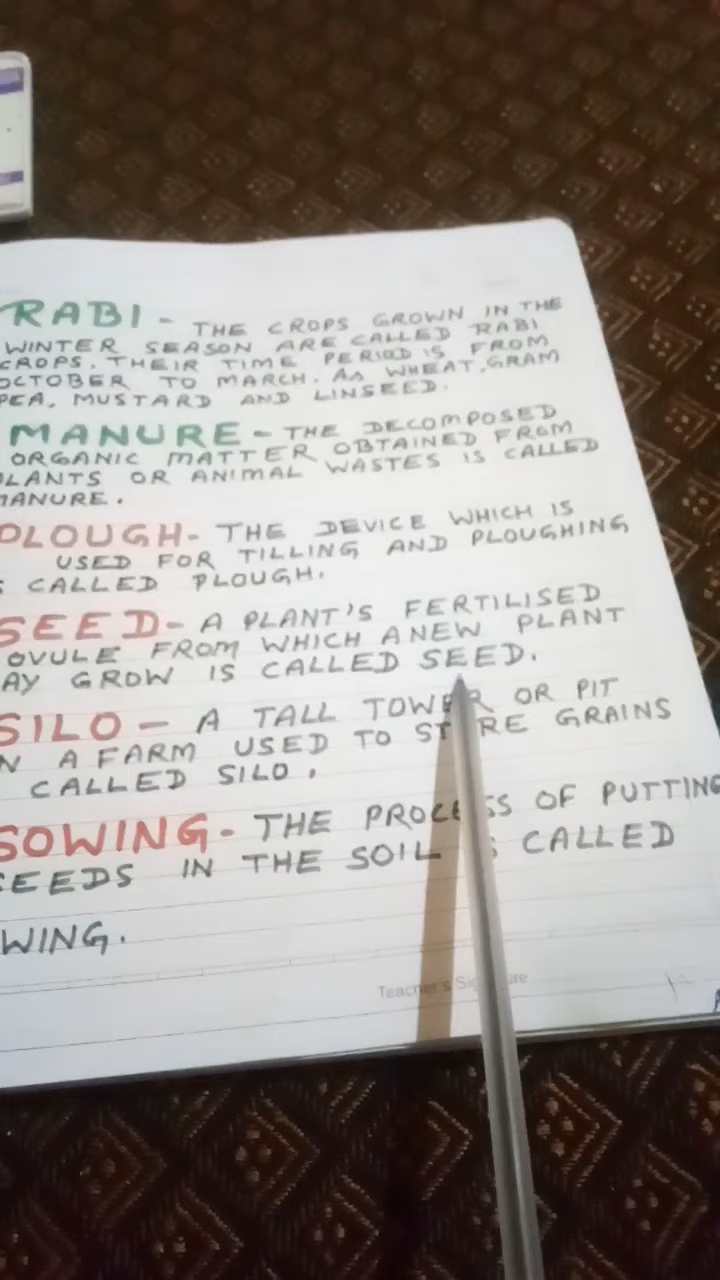 RABI - THE CROPS GROWN IN THE
WINTER SEASON ARE CALLED RABI
CROPS. THEIR TIME PERIOD IS FROM
OCTOBER TO MARCH. AS WHEAT, GRAM
PEA, MUSTARD AND LINSEED.
MANURE - THE DECOMPOSED
ORGANIC MATTER OBTAINED FROM
PLANTS OR ANIMAL WASTES IS CALLED
MANURE.
PLOUGH - THE DEVICE WHICH IS
USED FOR TILLING AND PLOUGHING
S CALLED PLOUGH.
SEED - A PLANT'S FERTILISED
OVULE FROM WHICH A NEW PLANT
AY GROW IS CALLED SEED.
SILO - A TALL TOWER OR PIT
N A FARM USED TO STORE GRAINS
CALLED SILO.
SOWING - THE PROCESS OF PUTTING
SEEDS IN THE SOIL IS CALLED
WING.
Teacher's Signature